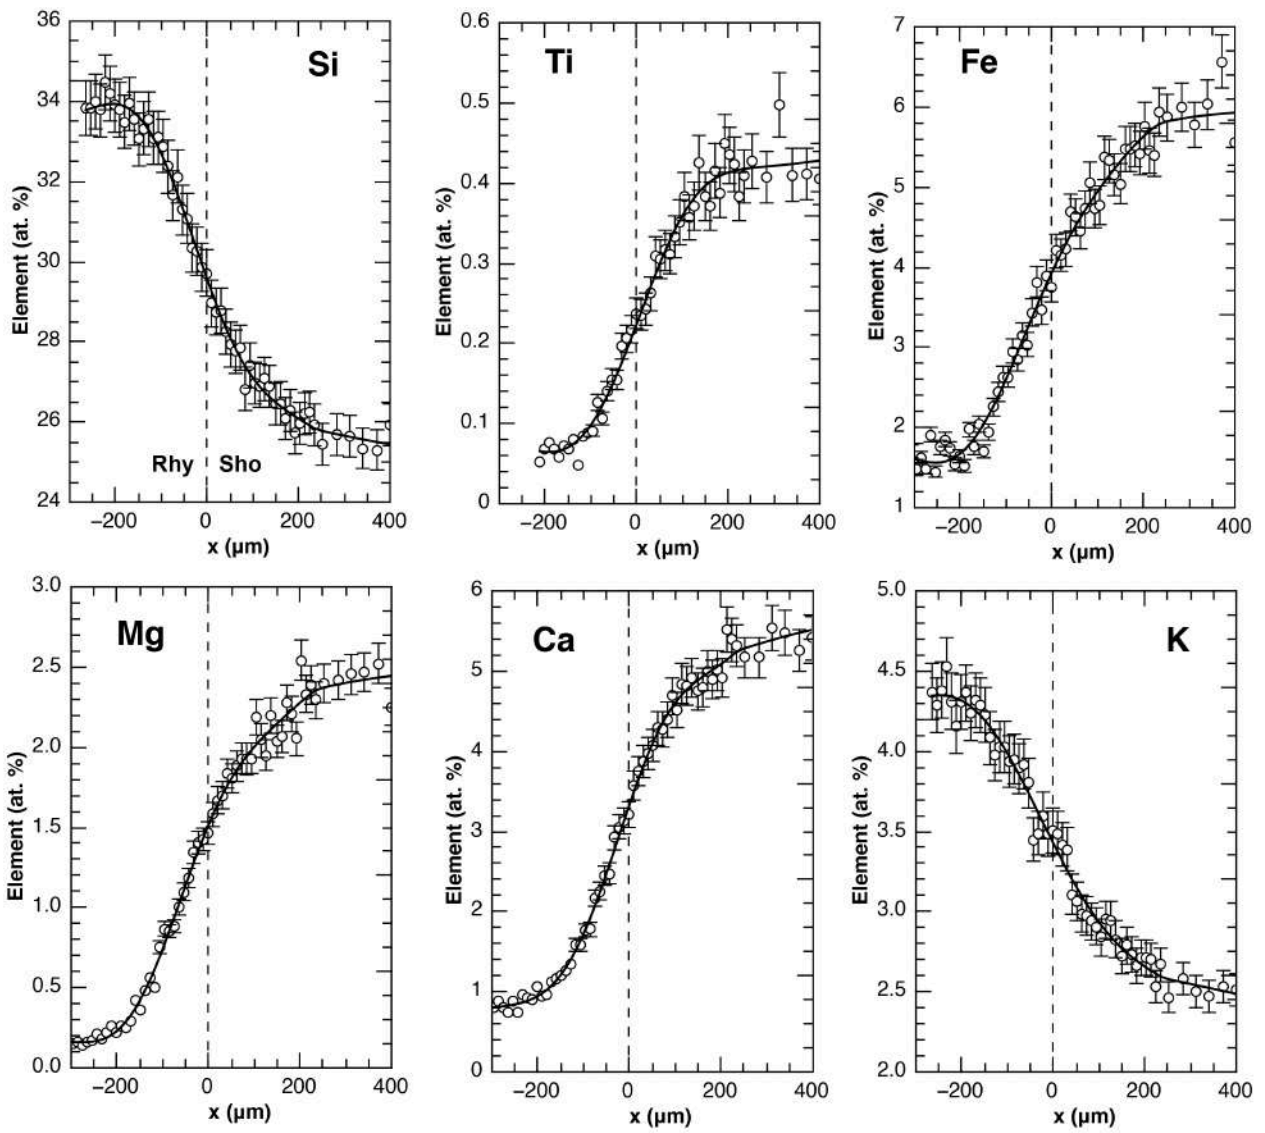 Si
Element (at. %)
36
34
32
30
28
26
24
Rhy Sho
−200 0 200 400
x (µm)
Ti
Element (at. %)
0.6
0.5
0.4
0.3
0.2
0.1
0
−200 0 200 400
x (µm)
Fe
Element (at. %)
7
6
5
4
3
2
1
−200 0 200 400
x (µm)
Mg
Element (at. %)
3.0
2.5
2.0
1.5
1.0
0.5
0.0
−200 0 200 400
x (µm)
Ca
Element (at. %)
6
5
4
3
2
1
0
−200 0 200 400
x (µm)
K
Element (at. %)
5.0
4.5
4.0
3.5
3.0
2.5
2.0
−200 0 200 400
x (µm)